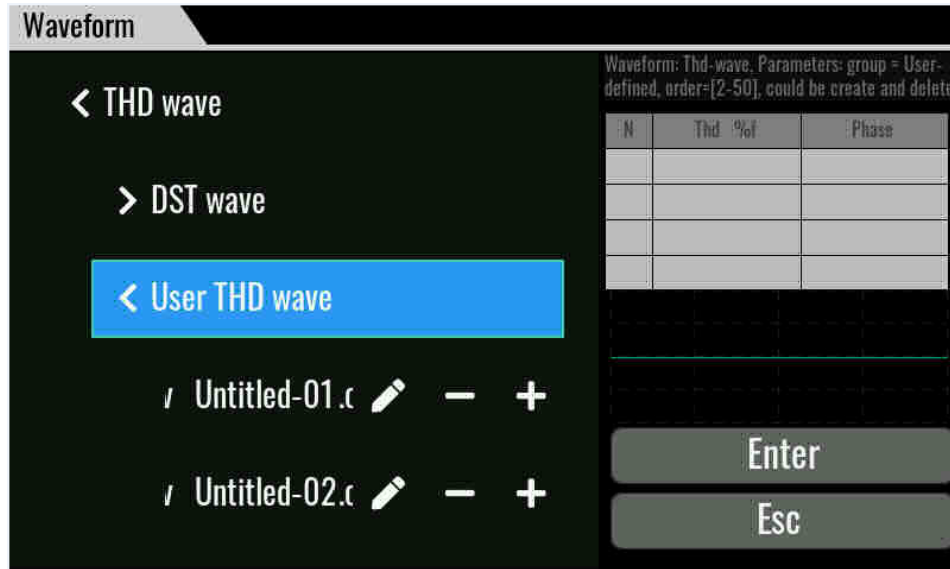 Waveform
THD wave
DST wave
User THD wave
Untitled-01
Untitled-02.
Waveform: Thd-wave, Parameters: group = User-
defined, order=[2-50], could be create and delete
N Thd %f Phase
Enter
Esc